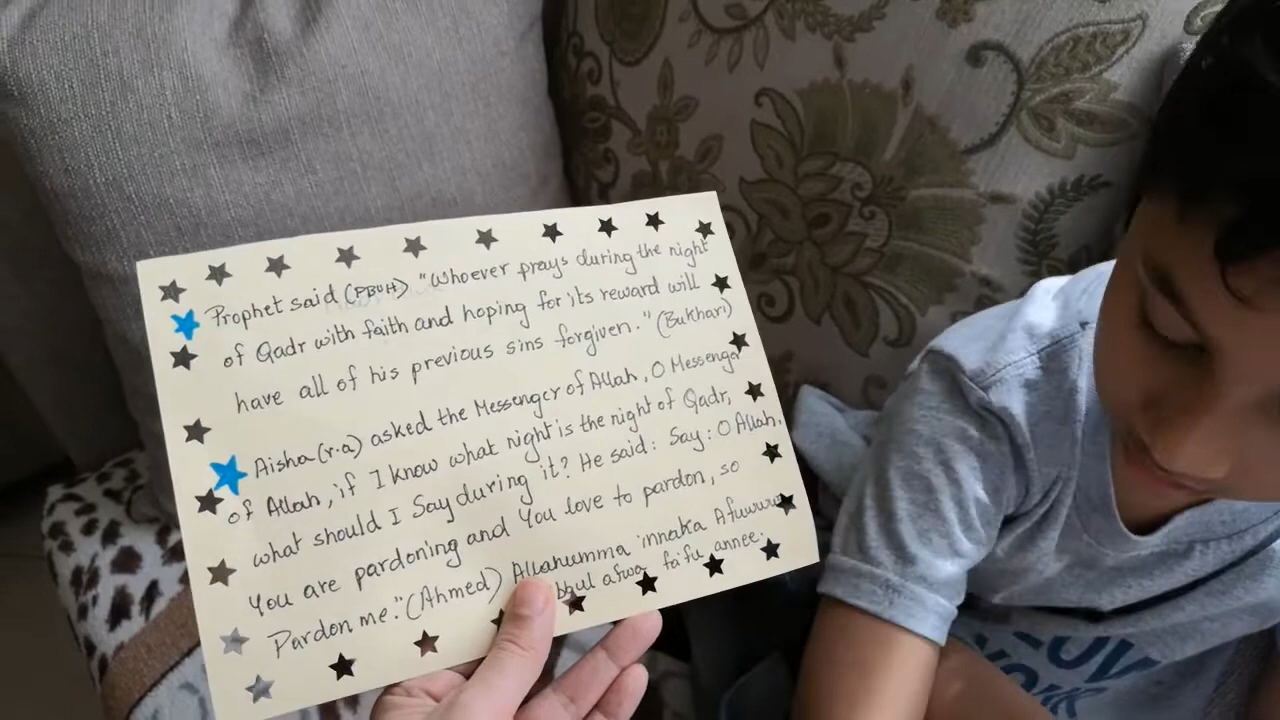 Prophet said (PBUH) "Whoever prays during the night
of Qadr with faith and hoping for its reward will
have all of his previous sins forgiven." (Bukhari)
Aisha (r.a) asked the Messenger of Allah, O Messenger
of Allah, if I know what night is the night of Qadr,
what should I Say during it? He said: Say: O Allah,
You are pardoning and You love to pardon, so
Pardon me." (Ahmed) Allahumma innaka Afuwwun
afwa fa'fu annee.